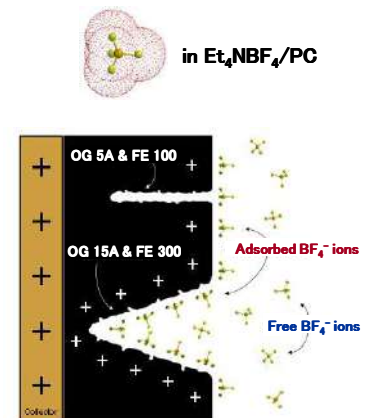 in Et₄NBF₄/PC
OG 5A & FE 100
OG 15A & FE 300
Adsorbed BF₄⁻ ions
Free BF₄⁻ ions
Collector